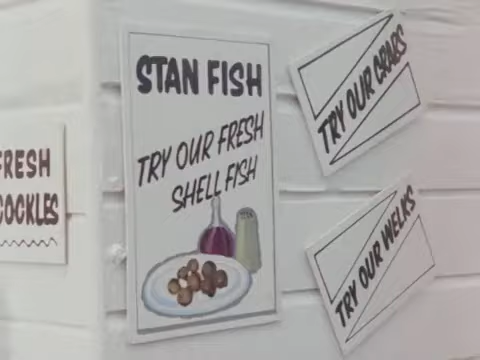 FRESH
COCKLES
STAN FISH
TRY OUR FRESH
SHELL FISH
TRY OUR CRABS
TRY OUR WELKS